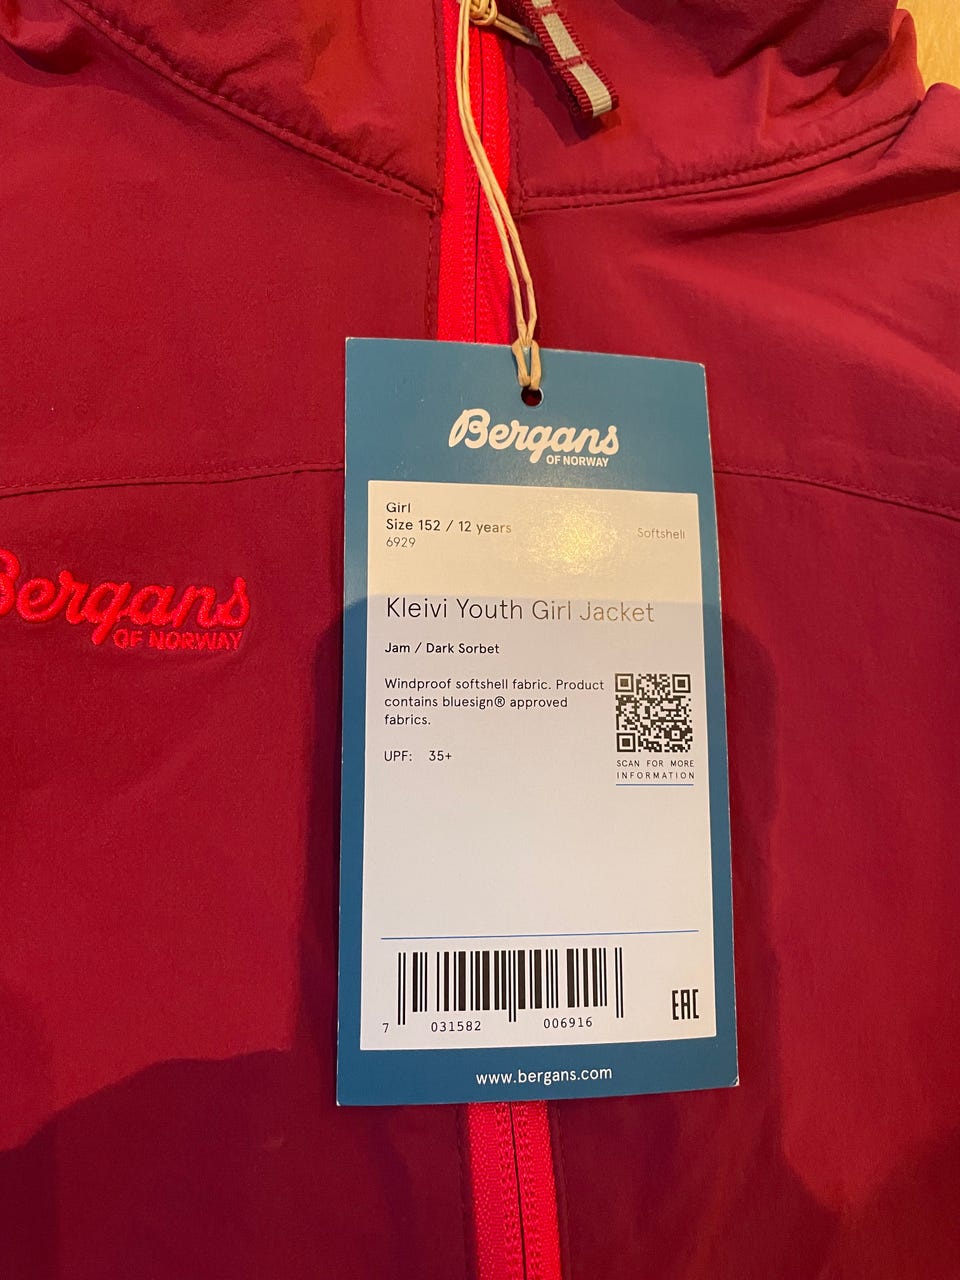 Bergans
OF NORWAY
Girl
Size 152 / 12 years
6929
Softshell
Kleivi Youth Girl Jacket
Jam / Dark Sorbet
Windproof softshell fabric. Product
contains bluesign® approved
fabrics.
UPF: 35+
SCAN FOR MORE
INFORMATION
7 031582 006916
EAC
www.bergans.com
Bergans
OF NORWAY